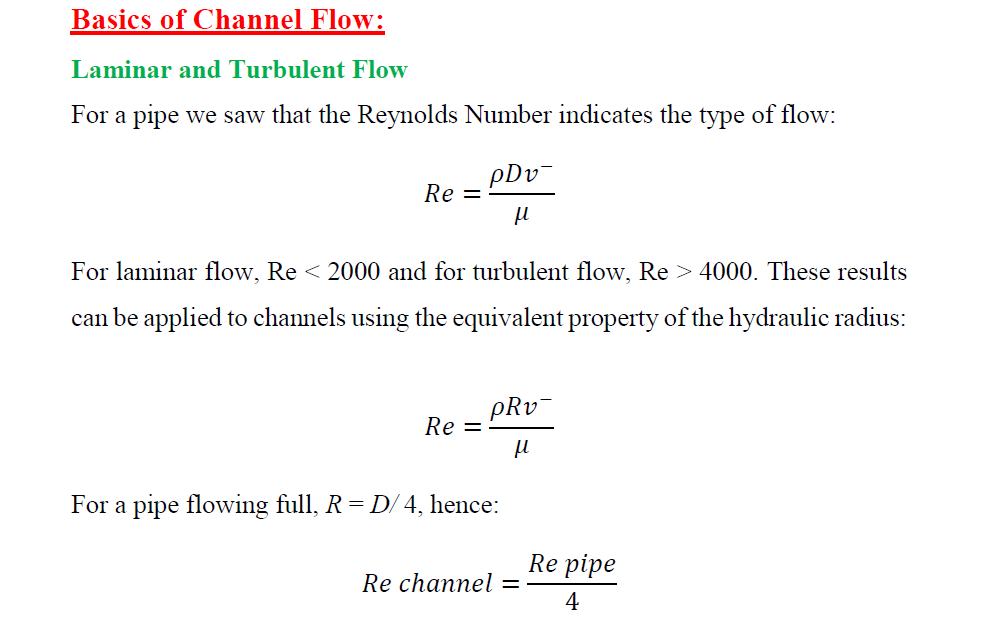 Basics of Channel Flow:
Laminar and Turbulent Flow
For a pipe we saw that the Reynolds Number indicates the type of flow:
Re = ρDv⁻ / μ
For laminar flow, Re < 2000 and for turbulent flow, Re > 4000. These results
can be applied to channels using the equivalent property of the hydraulic radius:
Re = ρRv⁻ / μ
For a pipe flowing full, R = D/ 4, hence:
Re channel = Re pipe / 4